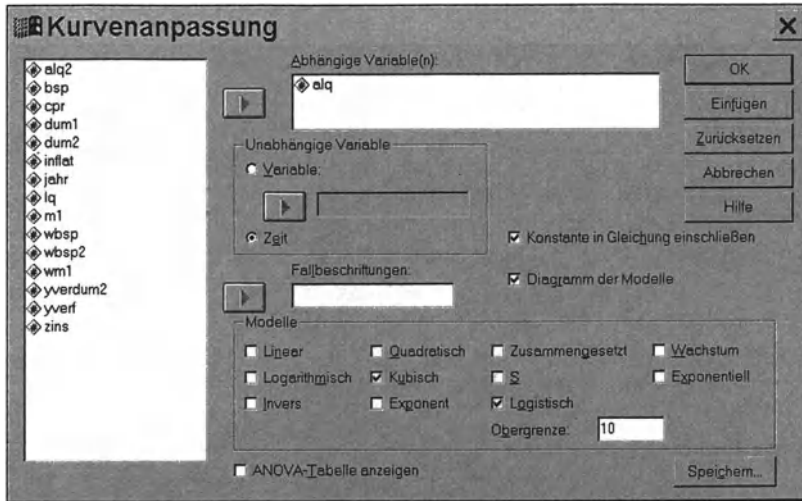 Kurvenanpassung
alq2
bsp
cpr
dum1
dum2
inflat
jahr
lq
m1
wbsp
wbsp2
wm1
yverdum2
yverf
zins
Abhängige Variable(n):
alq
Unabhängige Variable
Variable:
Zeit
Fallbeschriftungen:
Konstante in Gleichung einschließen
Diagramm der Modelle
OK
Einfügen
Zurücksetzen
Abbrechen
Hilfe
Modelle
Linear Quadratisch Zusammengesetzt Wachstum
Logarithmisch Kubisch S Exponentiell
Invers Exponent Logistisch
Obergrenze: 10
ANOVA-Tabelle anzeigen
Speichern...